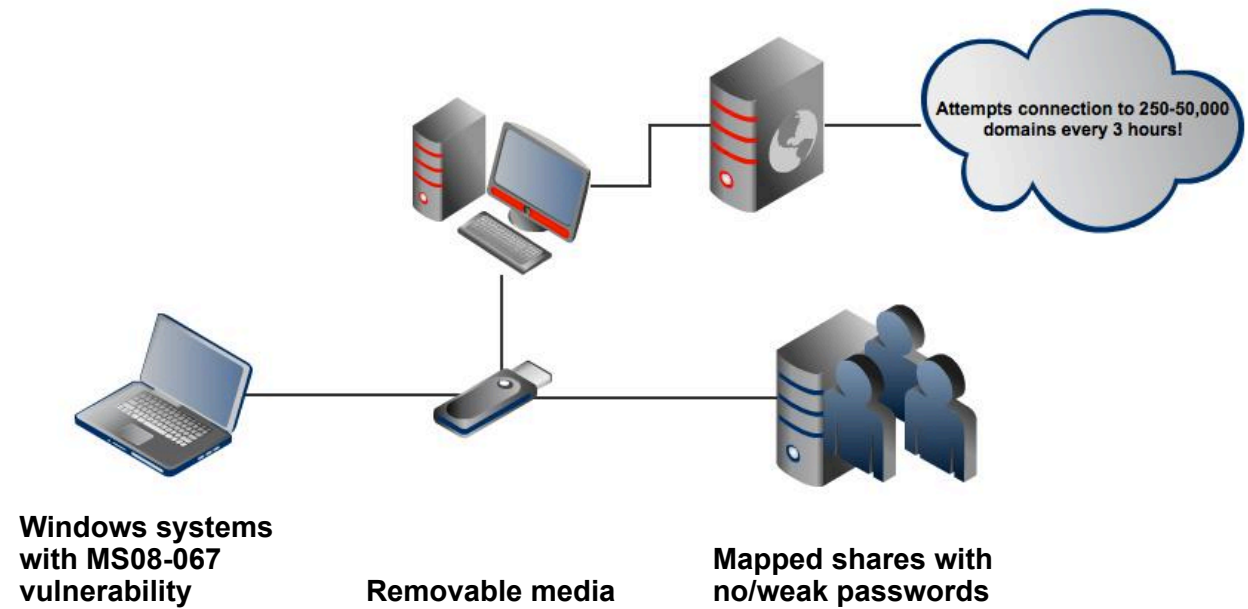 Attempts connection to 250-50,000
domains every 3 hours!
Windows systems
with MS08-067
vulnerability
Removable media
Mapped shares with
no/weak passwords